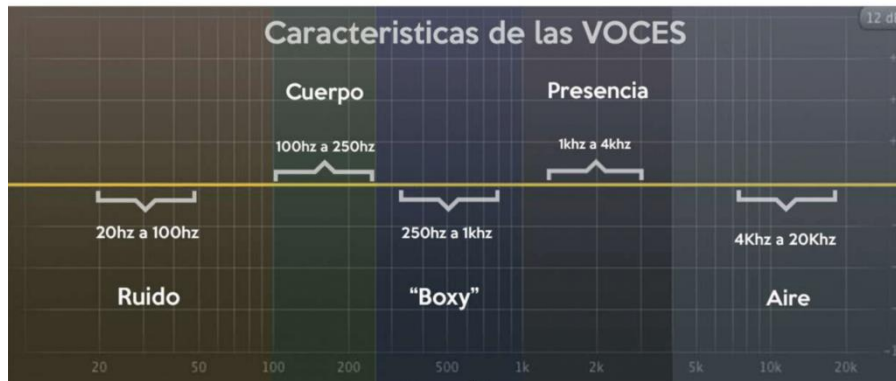 Caracteristicas de las VOCES
12 d
Cuerpo
Presencia
100hz a 250hz
1khz a 4khz
20hz a 100hz
250hz a 1khz
4Khz a 20Khz
Ruido
“Boxy”
Aire
20 50 100 200 500 1k 2k 5k 10k 20k